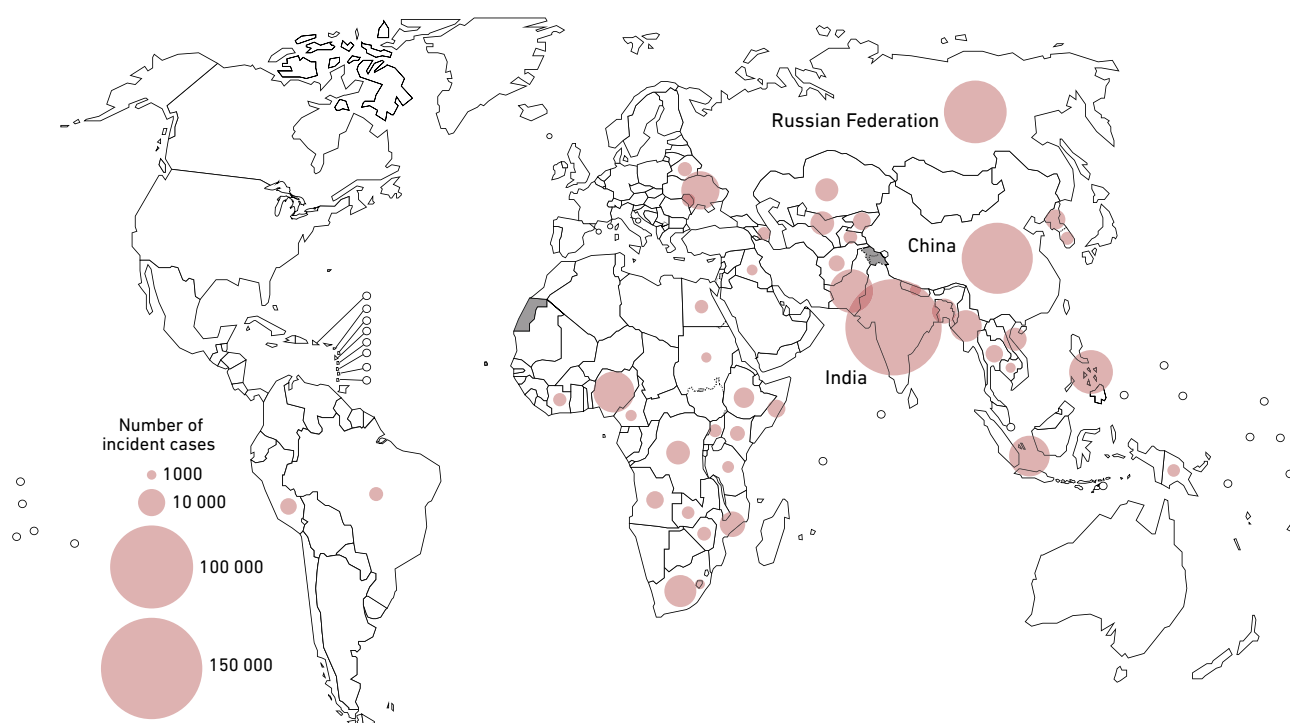 Russian Federation
China
India
Number of
incident cases
1000
10 000
100 000
150 000